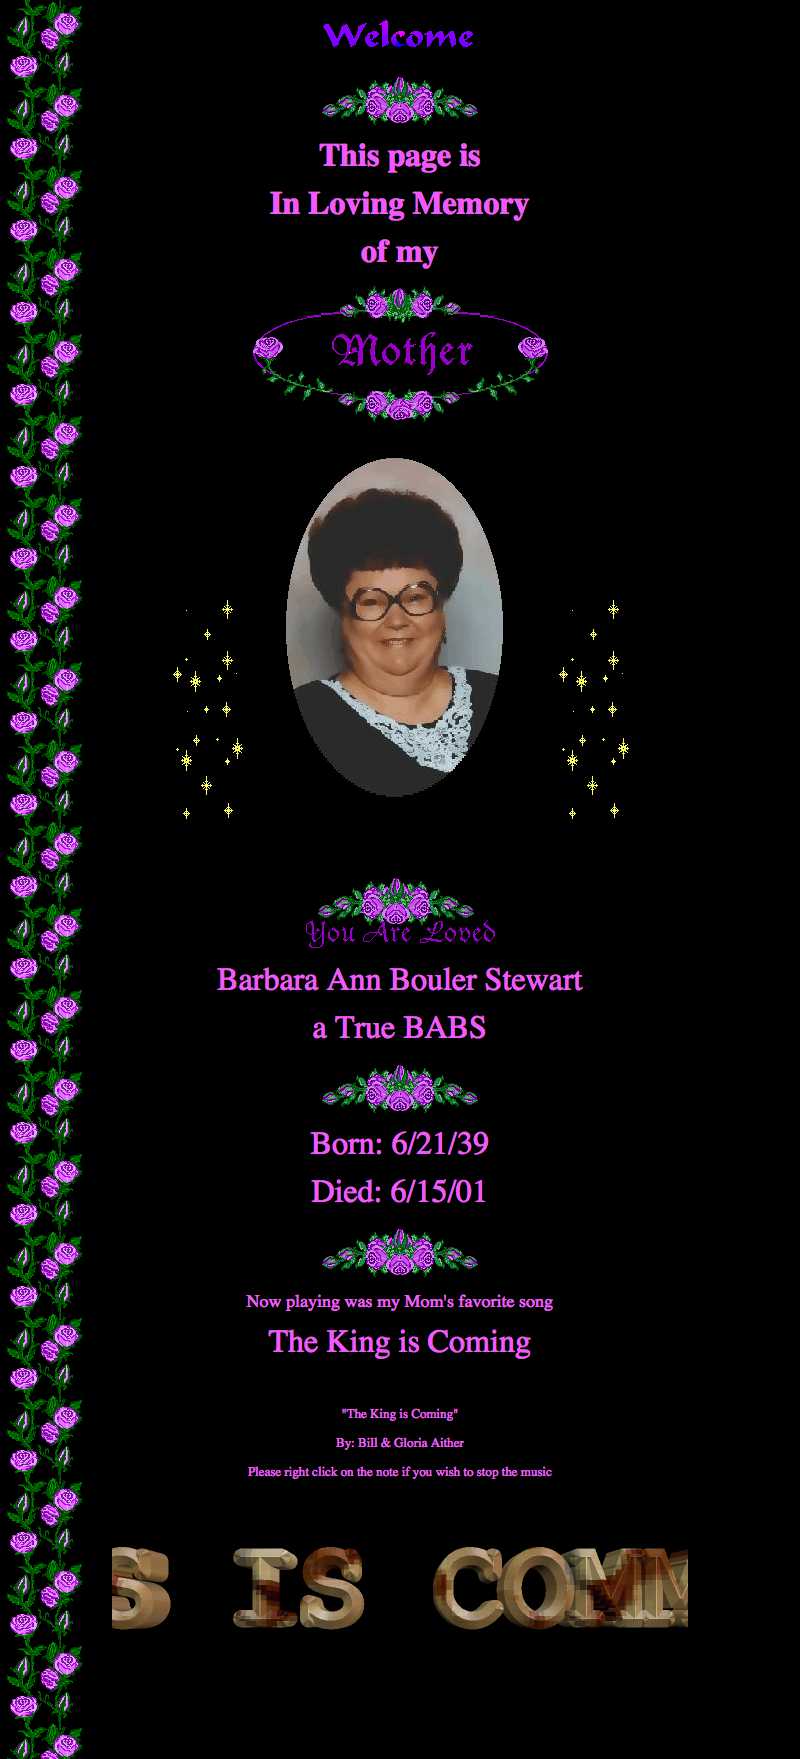 Welcome
This page is
In Loving Memory
of my
Mother
You Are Loved
Barbara Ann Bouler Stewart
a True BABS
Born: 6/21/39
Died: 6/15/01
Now playing was my Mom's favorite song
The King is Coming
"The King is Coming"
By: Bill & Gloria Aither
Please right click on the note if you wish to stop the music
S IS COMM